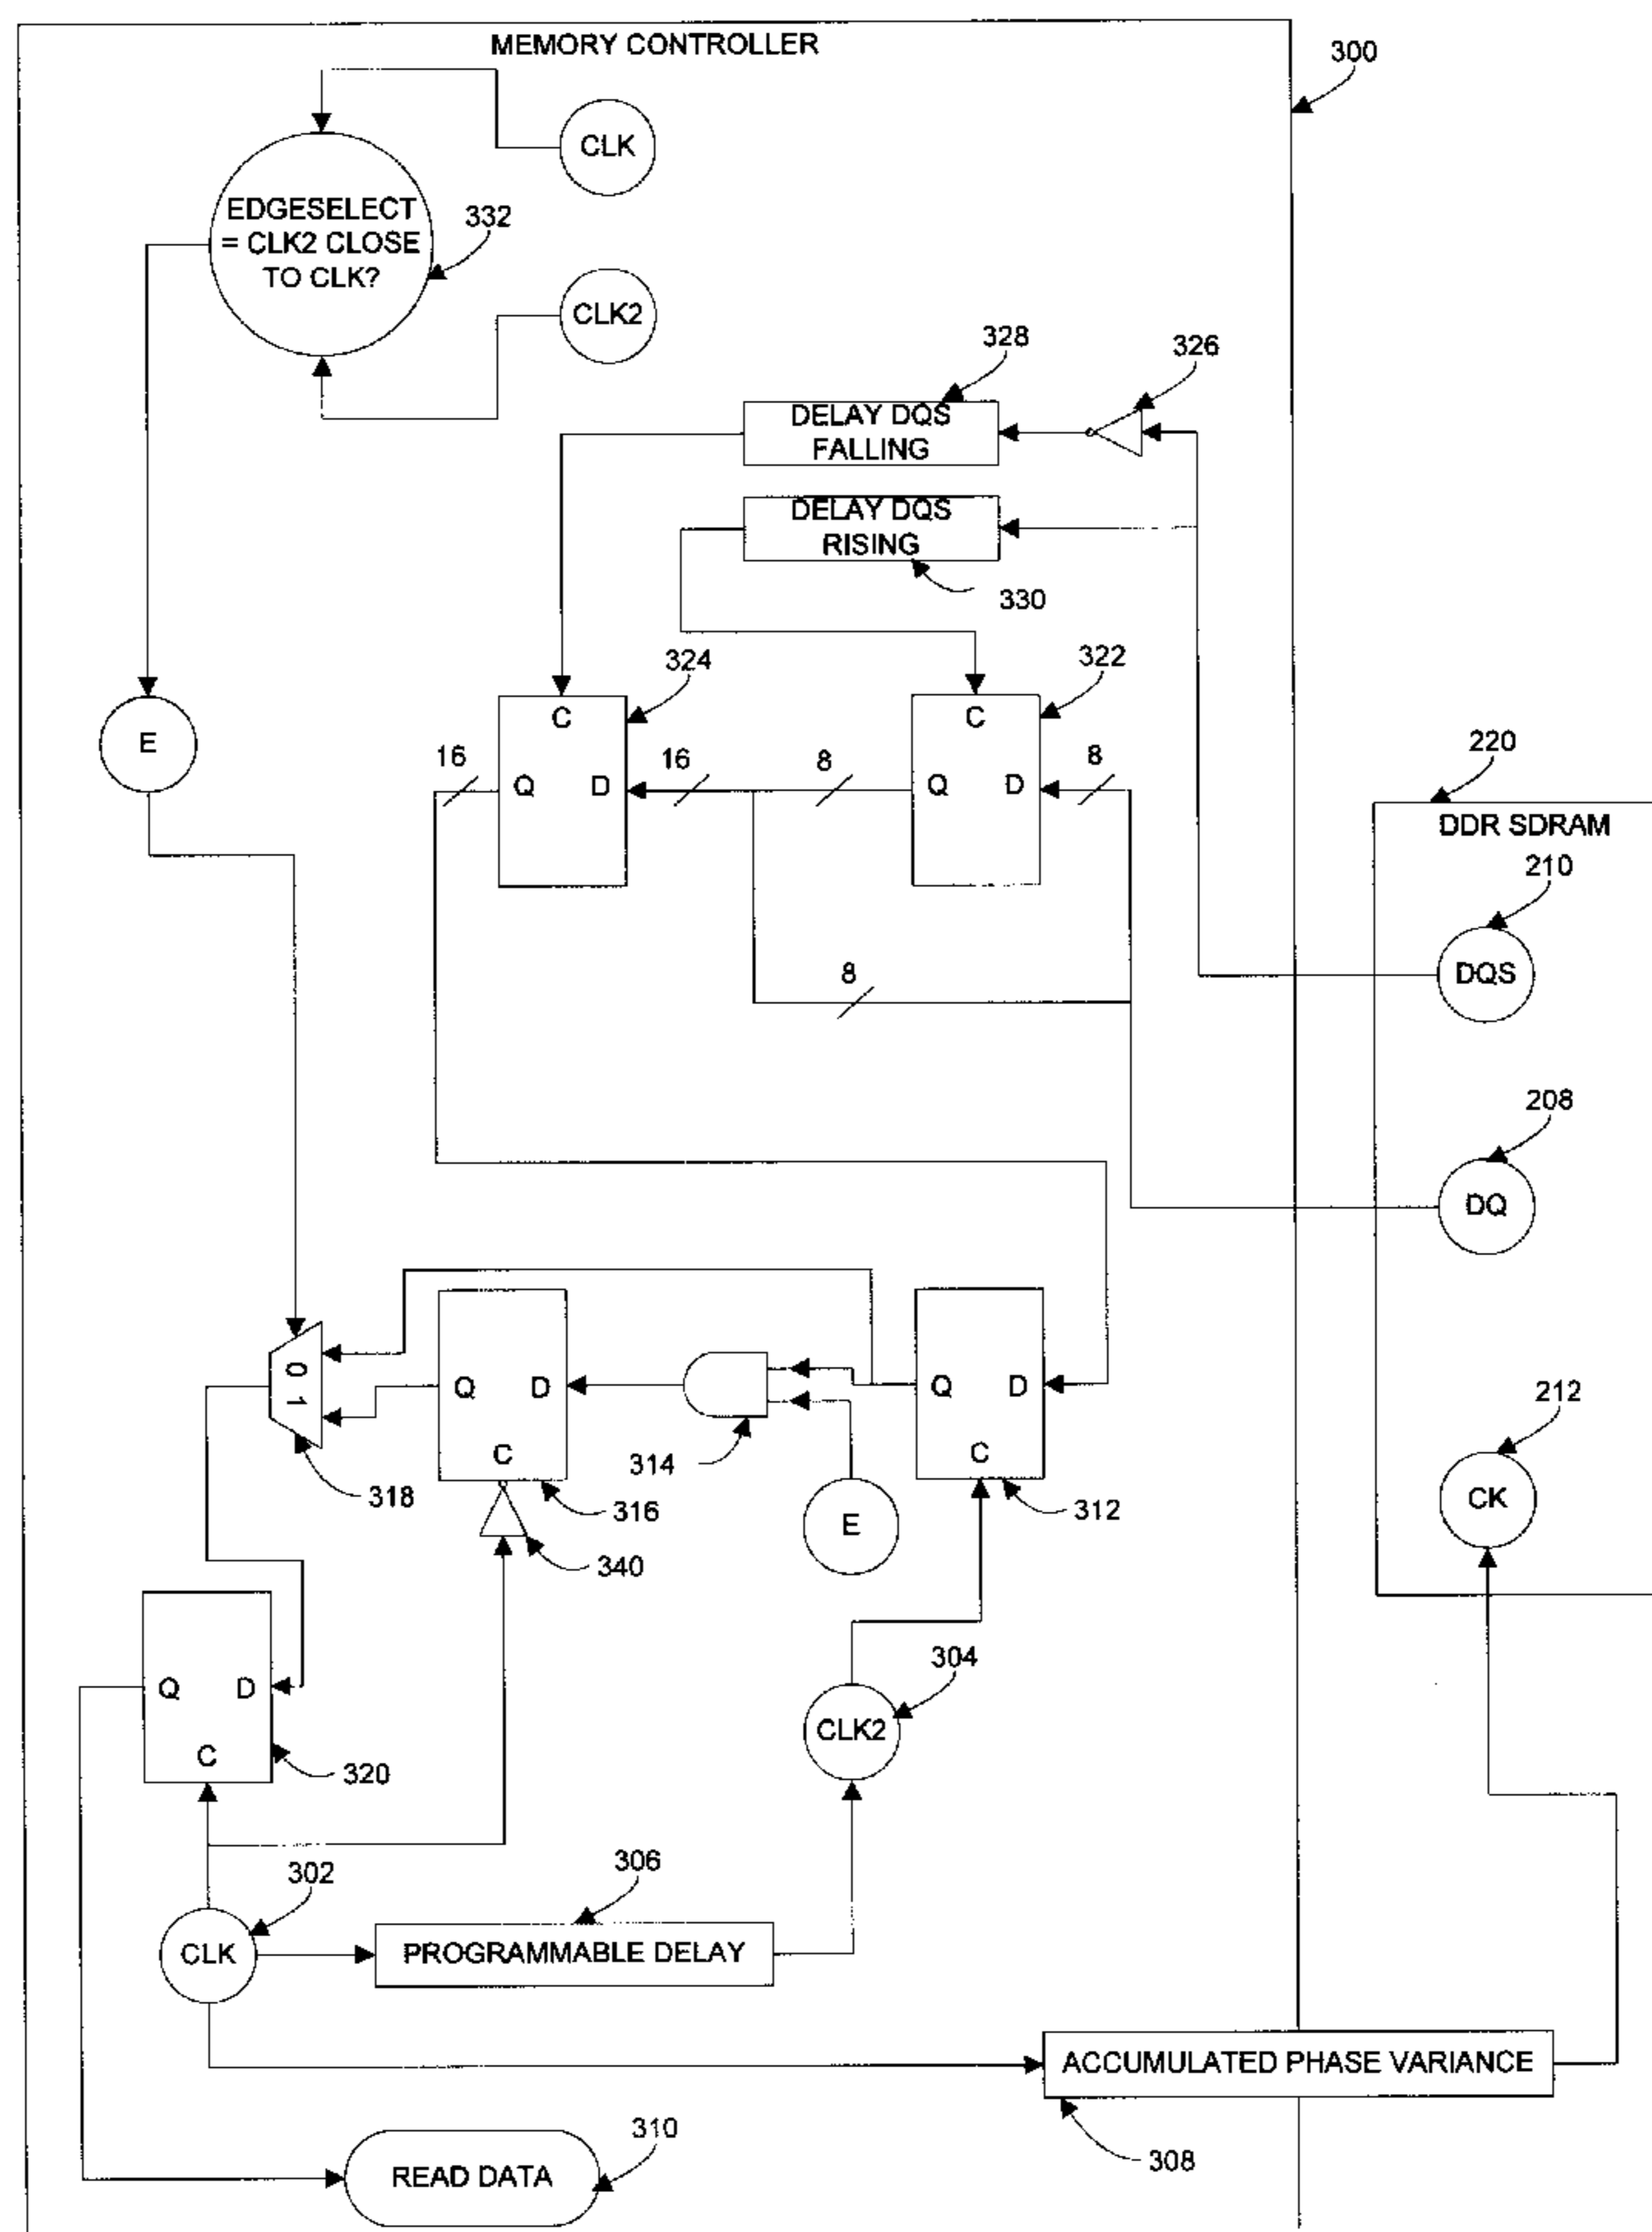 MEMORY CONTROLLER
300
CLK
EDGESELECT
= CLK2 CLOSE
TO CLK?
332
CLK2
328
326
DELAY DQS
FALLING
DELAY DQS
RISING
330
324
322
E
C
Q
D
16
16
8
C
Q
D
8
8
220
DDR SDRAM
210
DQS
208
DQ
212
CK
0 1
318
Q
D
C
316
340
314
E
Q
D
C
312
304
CLK2
Q
D
C
320
302
CLK
306
PROGRAMMABLE DELAY
ACCUMULATED PHASE VARIANCE
308
310
READ DATA